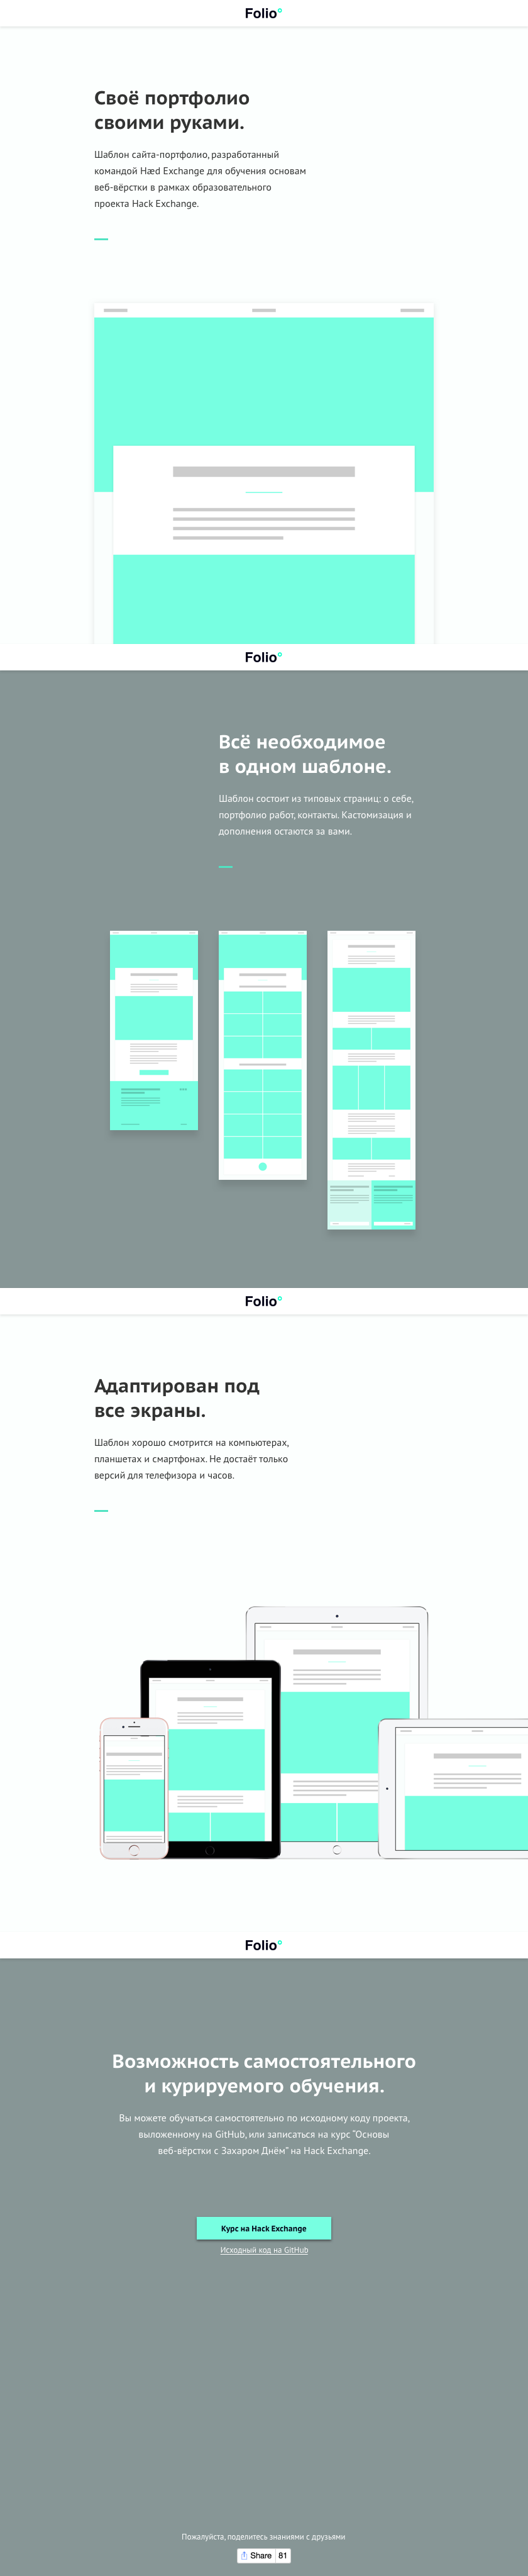 Folio
Своё портфолио
своими руками.
Шаблон сайта-портфолио, разработанный
командой Hæd Exchange для обучения основам
веб-вёрстки в рамках образовательного
проекта Hack Exchange.
Folio
Всё необходимое
в одном шаблоне.
Шаблон состоит из типовых страниц: о себе,
портфолио работ, контакты. Кастомизация и
дополнения остаются за вами.
Folio
Адаптирован под
все экраны.
Шаблон хорошо смотрится на компьютерах,
планшетах и смартфонах. Не достаёт только
версий для телефизора и часов.
Folio
Возможность самостоятельного
и курируемого обучения.
Вы можете обучаться самостоятельно по исходному коду проекта,
выложенному на GitHub, или записаться на курс “Основы
веб-вёрстки с Захаром Днём” на Hack Exchange.
Курс на Hack Exchange
Исходный код на GitHub
Пожалуйста, поделитесь знаниями с друзьями
Share 81